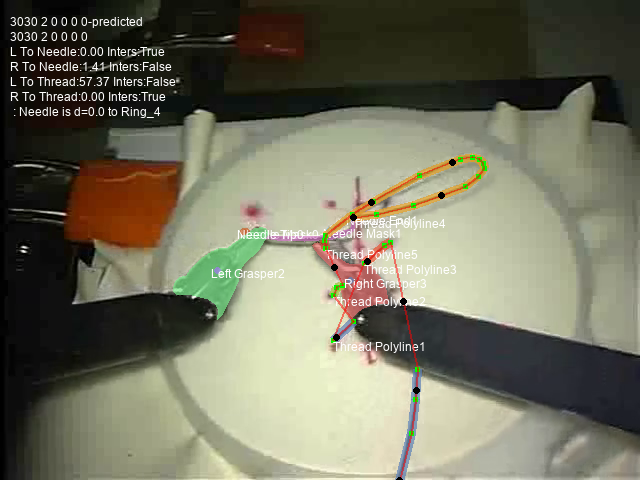 3030 2 0 0 0 0-predicted
3030 2 0 0 0 0
L To Needle:0.00 Inters:True
R To Needle:1.41 Inters:False
L To Thread:57.37 Inters:False
R To Thread:0.00 Inters:True
: Needle is d=0.0 to Ring_4
Needle End1
Thread Polyline4
Needle Mask1
Thread Polyline5
Thread Polyline3
Left Grasper2
Right Grasper3
Thread Polyline2
Thread Polyline1